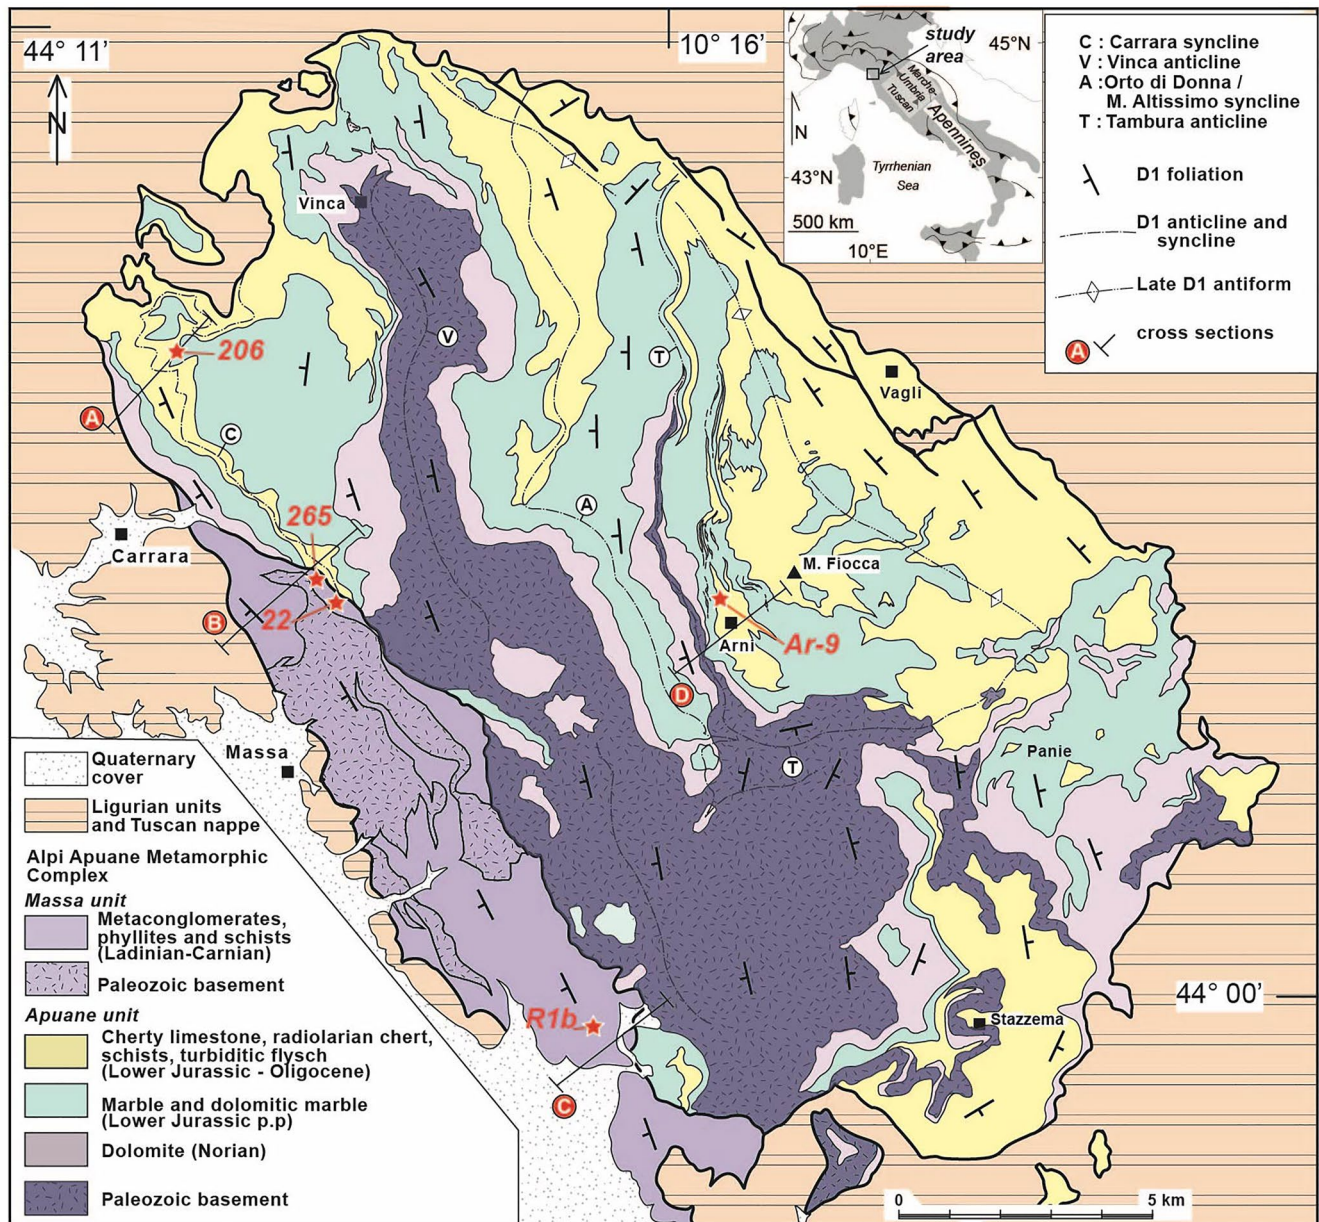 44° 11'
N
10° 16'
study
area
45°N
Marche-
Umbria
Tuscan
Apennines
N
43°N
Tyrrhenian
Sea
500 km
10°E
C : Carrara syncline
V : Vinca anticline
A :Orto di Donna /
M. Altissimo syncline
T : Tambura anticline
D1 foliation
D1 anticline and
syncline
Late D1 antiform
A
cross sections
Vinca
206
V
T
Vagli
A
C
265
A
Carrara
M. Fiocca
22
B
Arni
Ar-9
D
Massa
T
Panie
44° 00'
R1b
Stazzema
C
Quaternary
cover
Ligurian units
and Tuscan nappe
Alpi Apuane Metamorphic
Complex
Massa unit
Metaconglomerates,
phyllites and schists
(Ladinian-Carnian)
Paleozoic basement
Apuane unit
Cherty limestone, radiolarian chert,
schists, turbiditic flysch
(Lower Jurassic - Oligocene)
Marble and dolomitic marble
(Lower Jurassic p.p)
Dolomite (Norian)
Paleozoic basement
0
5 km